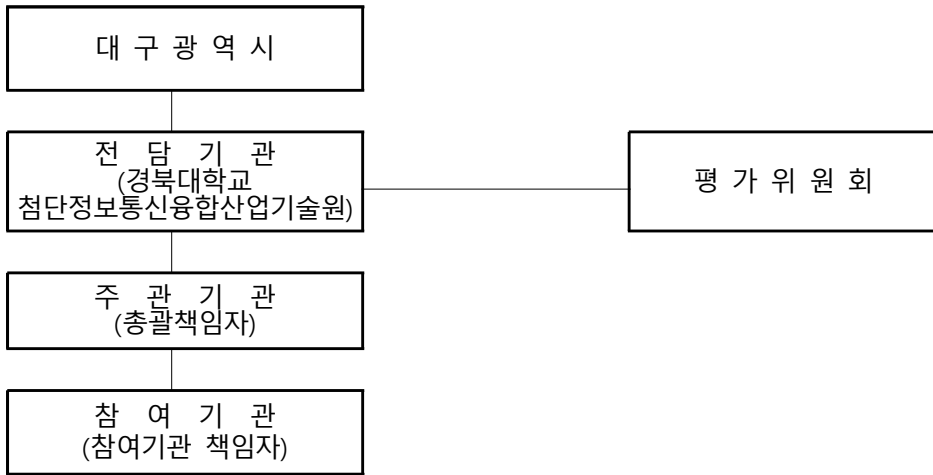 대 구 광 역 시
전 담 기 관
(경북대학교
첨단정보통신융합산업기술원)
평 가 위 원 회
주 관 기 관
(총괄책임자)
참 여 기 관
(참여기관 책임자)